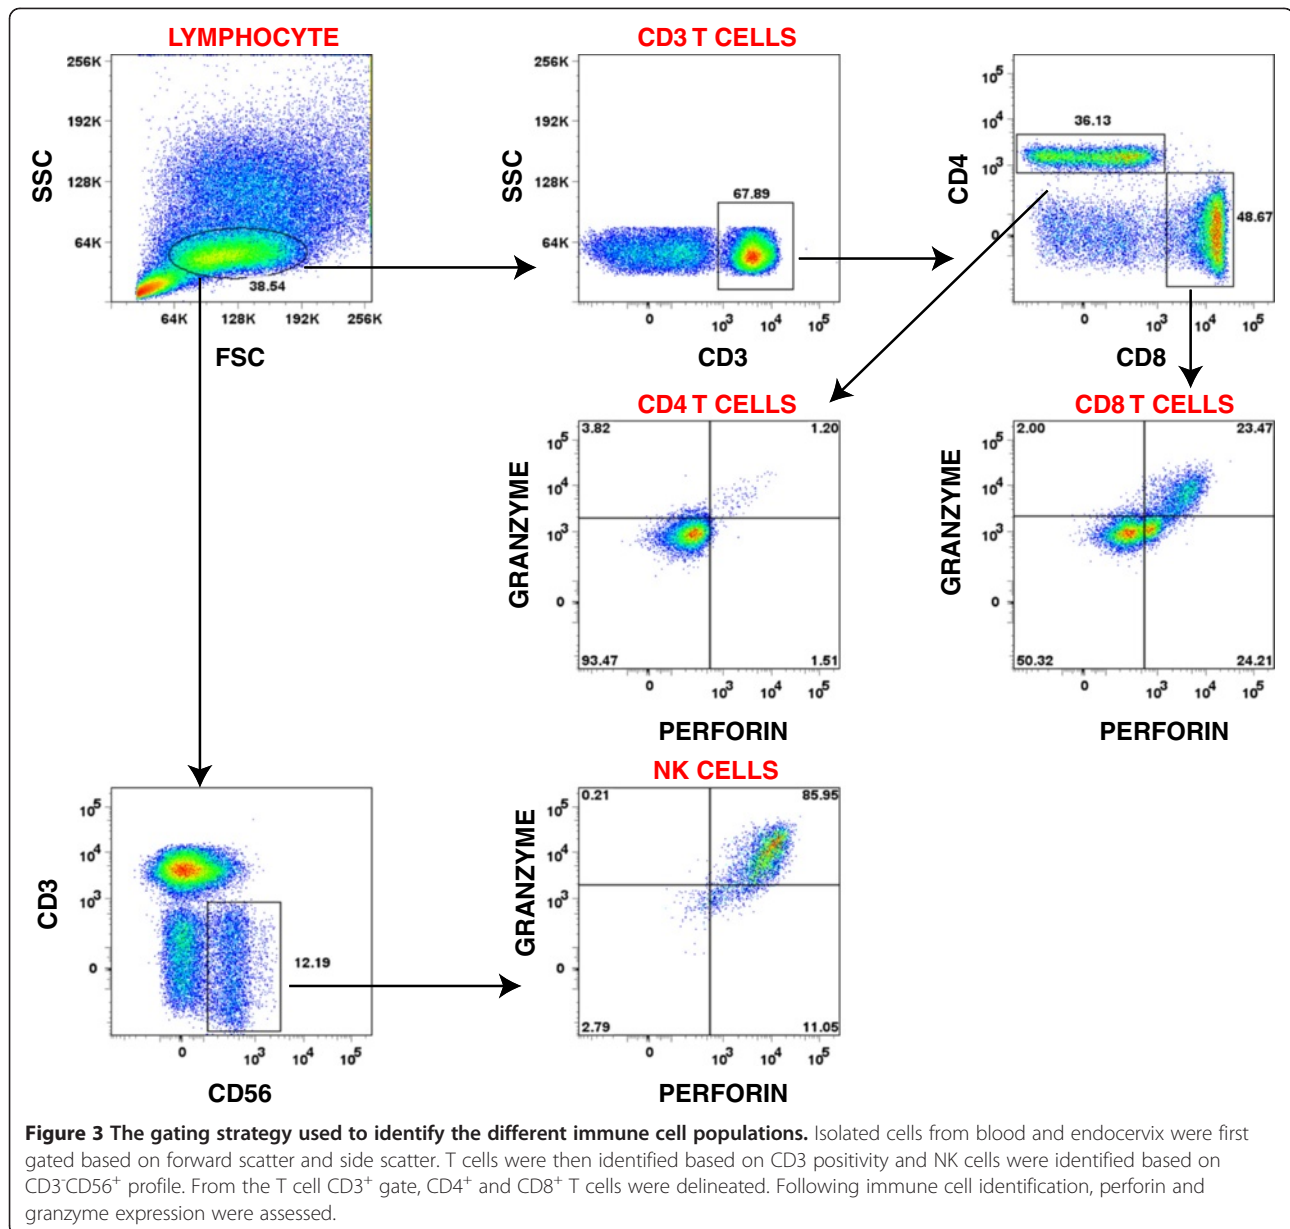 LYMPHOCYTE
CD3 T CELLS
256K
192K
128K
64K
SSC
38.54
64K 128K 192K 256K
FSC
256K
192K
128K
64K
SSC
67.89
0 10³ 10⁴ 10⁵
CD3
10⁵
10⁴
10³
0
CD4
36.13
48.67
10³ 10⁴ 10⁵
CD8
CD4 T CELLS
3.82 1.20
10⁵
10⁴
10³
0
GRANZYME
93.47 1.51
0 10³ 10⁴ 10⁵
PERFORIN
CD8 T CELLS
2.00 23.47
10⁵
10⁴
10³
0
GRANZYME
50.32 24.21
0 10³ 10⁴ 10⁵
PERFORIN
10⁵
10⁴
10³
0
CD3
12.19
0 10³ 10⁴ 10⁵
CD56
NK CELLS
0.21 85.95
10⁵
10⁴
10³
0
GRANZYME
2.79 11.05
0 10³ 10⁴ 10⁵
PERFORIN
Figure 3 The gating strategy used to identify the different immune cell populations. Isolated cells from blood and endocervix were first
gated based on forward scatter and side scatter. T cells were then identified based on CD3 positivity and NK cells were identified based on
CD3⁻CD56⁺ profile. From the T cell CD3⁺ gate, CD4⁺ and CD8⁺ T cells were delineated. Following immune cell identification, perforin and
granzyme expression were assessed.